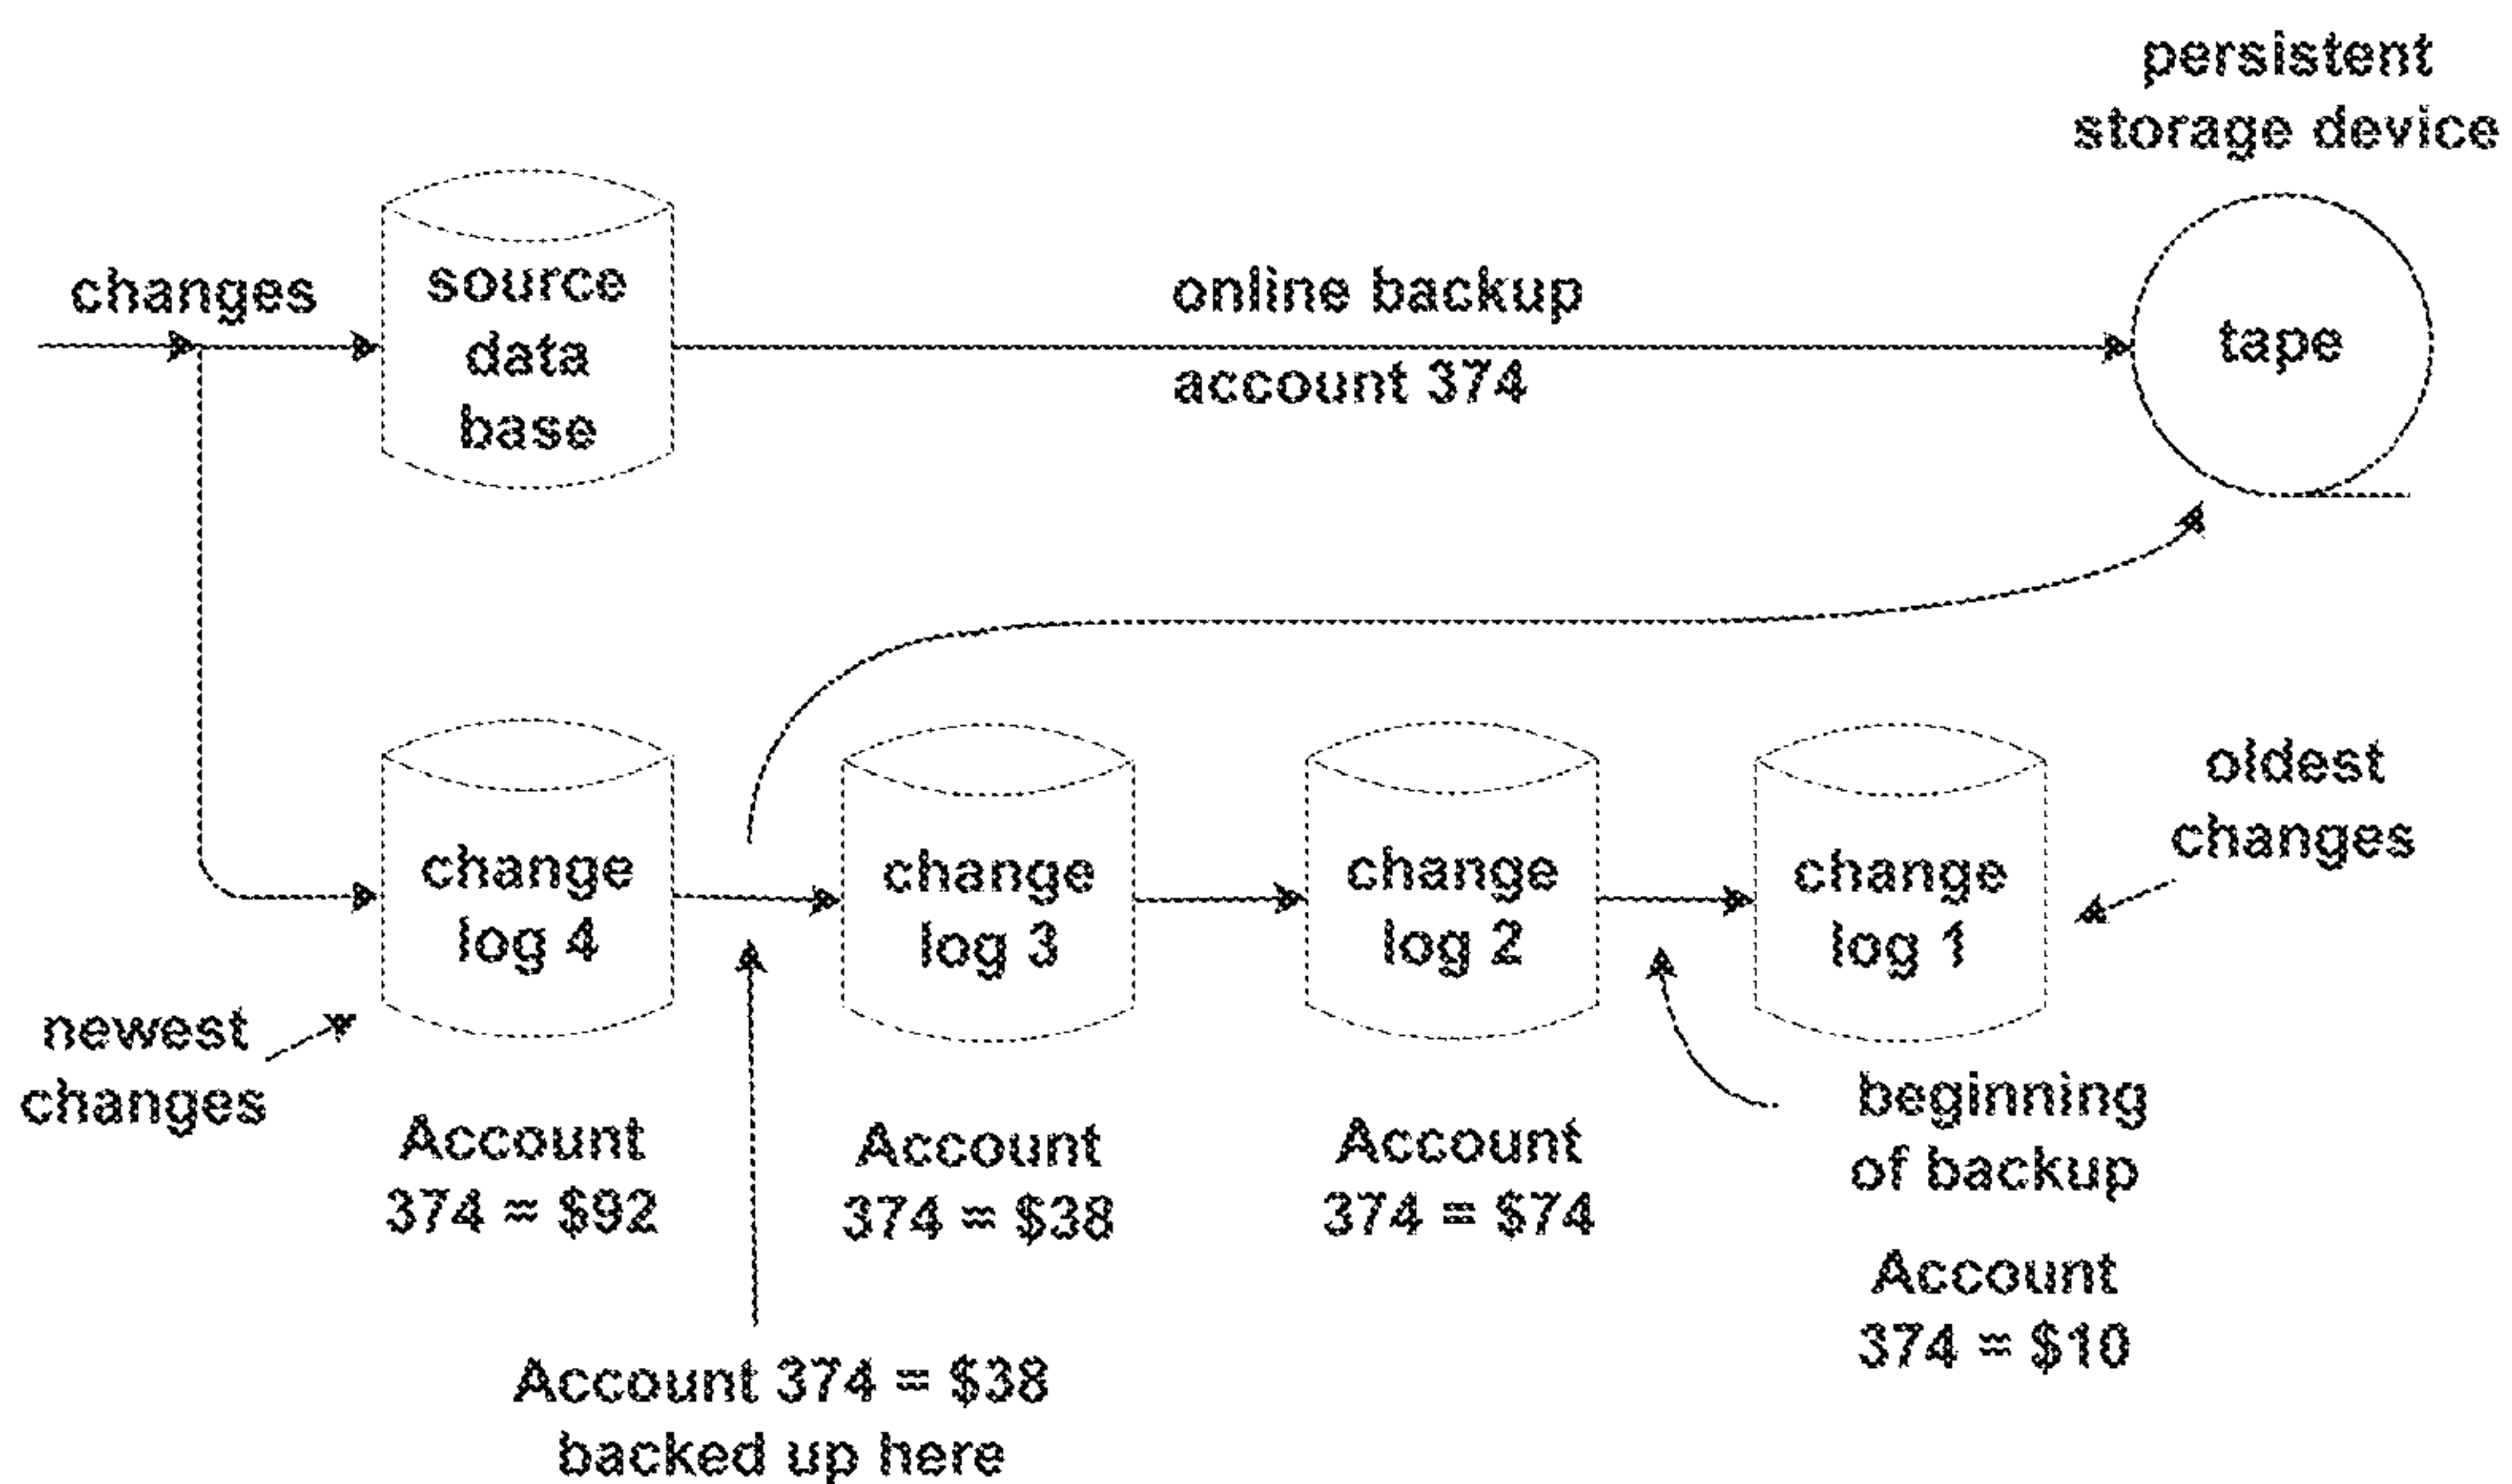 persistent
storage device
changes
source
data
base
online backup
account 374
tape
change
log 4
change
log 3
change
log 2
change
log 1
oldest
changes
newest
changes
Account
374 = $92
Account
374 = $38
Account
374 = $74
beginning
of backup
Account
374 = $10
Account 374 = $38
backed up here